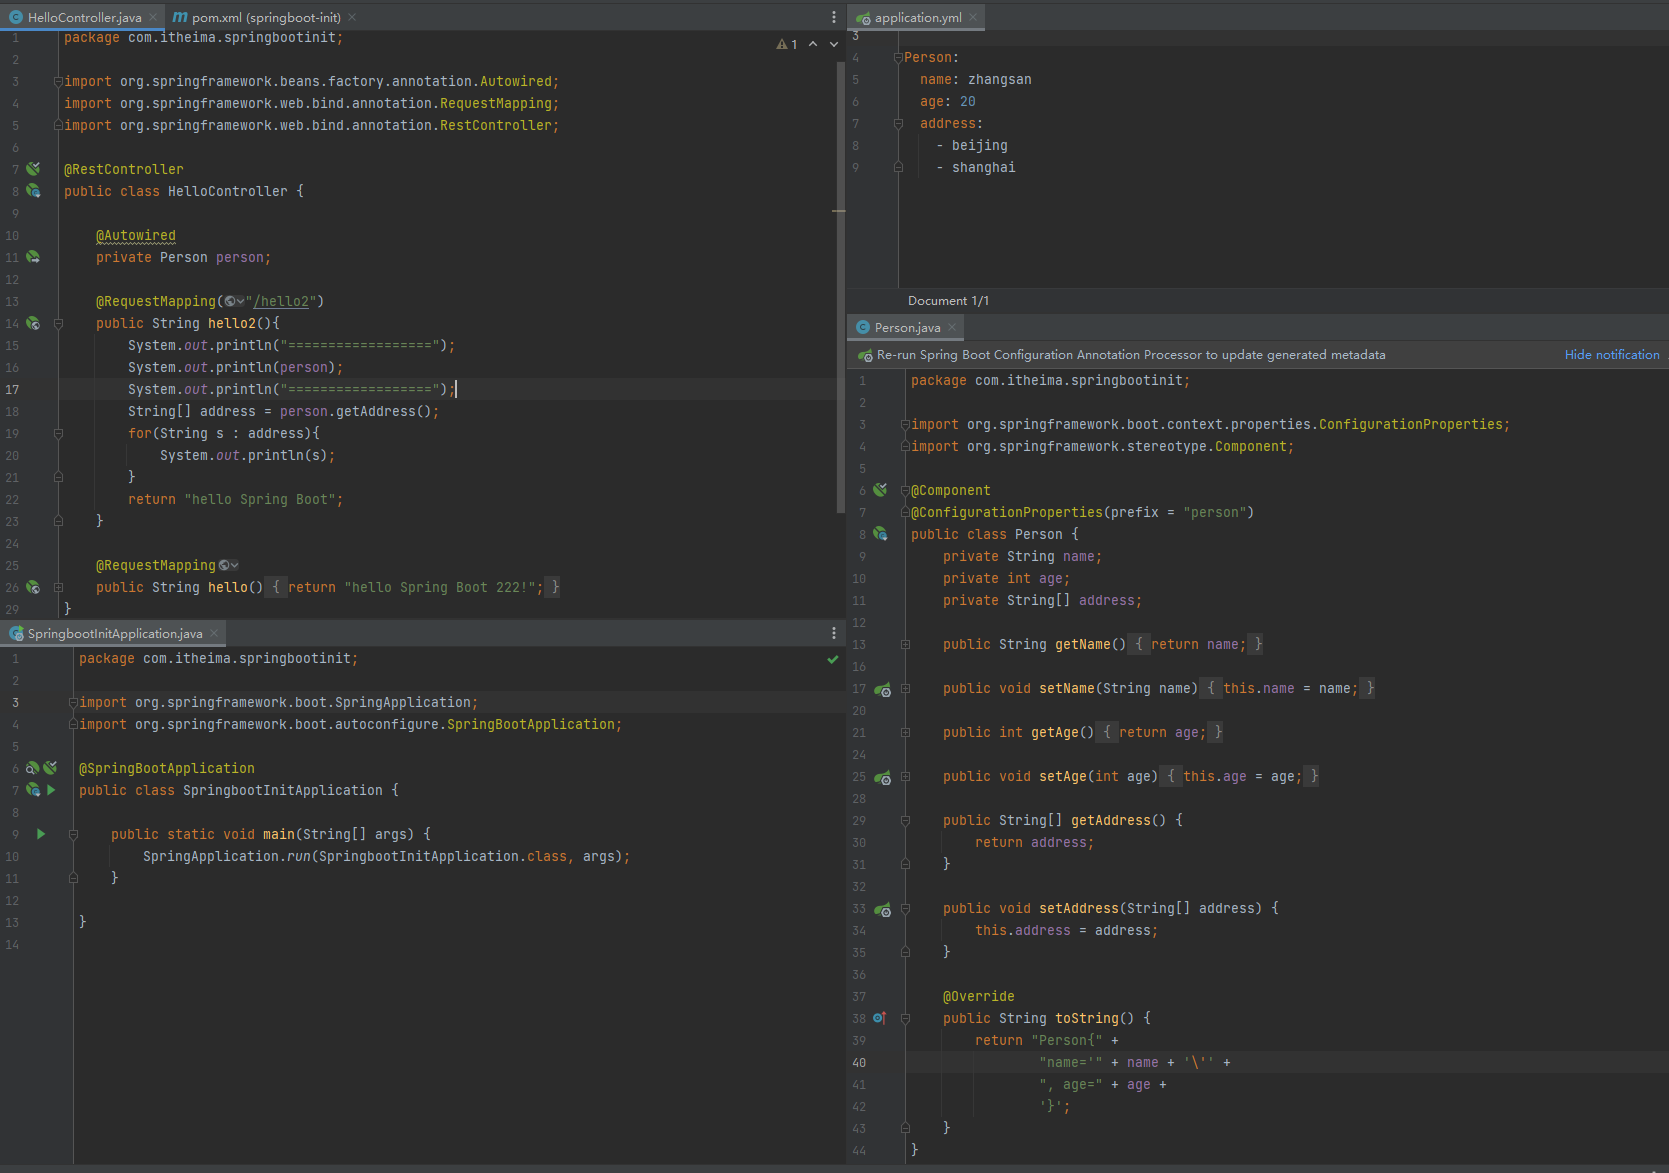 HelloController.java
pom.xml (springboot-init)
1 package com.itheima.springbootinit;
1
2
3 import org.springframework.beans.factory.annotation.Autowired;
4 import org.springframework.web.bind.annotation.RequestMapping;
5 import org.springframework.web.bind.annotation.RestController;
6
7 @RestController
8 public class HelloController {
9
10 @Autowired
11 private Person person;
12
13 @RequestMapping("/hello2")
14 public String hello2(){
15 System.out.println("==================");
16 System.out.println(person);
17 System.out.println("==================");
18 String[] address = person.getAddress();
19 for(String s : address){
20 System.out.println(s);
21 }
22 return "hello Spring Boot";
23 }
24
25 @RequestMapping
26 public String hello() { return "hello Spring Boot 222!"; }
29 }
SpringbootInitApplication.java
1 package com.itheima.springbootinit;
2
3 import org.springframework.boot.SpringApplication;
4 import org.springframework.boot.autoconfigure.SpringBootApplication;
5
6 @SpringBootApplication
7 public class SpringbootInitApplication {
8
9 public static void main(String[] args) {
10 SpringApplication.run(SpringbootInitApplication.class, args);
11 }
12
13 }
14
application.yml
3
4 Person:
5 name: zhangsan
6 age: 20
7 address:
8 - beijing
9 - shanghai
Document 1/1
Person.java
Re-run Spring Boot Configuration Annotation Processor to update generated metadata
Hide notification
1 package com.itheima.springbootinit;
2
3 import org.springframework.boot.context.properties.ConfigurationProperties;
4 import org.springframework.stereotype.Component;
5
6 @Component
7 @ConfigurationProperties(prefix = "person")
8 public class Person {
9 private String name;
10 private int age;
11 private String[] address;
12
13 public String getName() { return name; }
16
17 public void setName(String name) { this.name = name; }
20
21 public int getAge() { return age; }
24
25 public void setAge(int age) { this.age = age; }
28
29 public String[] getAddress() {
30 return address;
31 }
32
33 public void setAddress(String[] address) {
34 this.address = address;
35 }
36
37 @Override
38 public String toString() {
39 return "Person{" +
40 "name='" + name + '\'' +
41 ", age=" + age +
42 '}';
43 }
44 }